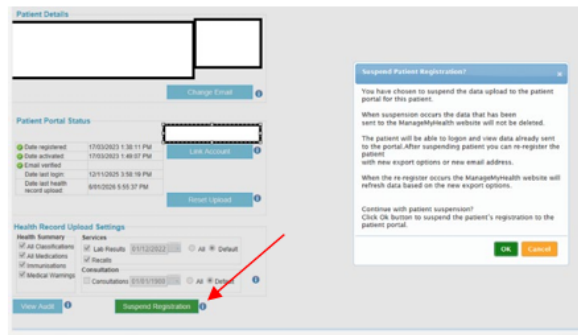 Patient Details
Change Email
Patient Portal Status
Date registered 17/03/2023 1:38:11 PM
Date activated 17/03/2023 1:49:07 PM
Email verified
Link Account
Date last login 12/11/2025 3:58:19 PM
Date last health record upload 8/01/2026 5:55:37 PM
Reset Upload
Health Record Upload Settings
Health Summary Services
All Classifications Lab Results 01/12/2022 All Default
All Medications Recalls
Immunisations Consultation
Medical Warnings Consultations 01/01/1900 All Default
View Audit Suspend Registration
Suspend Patient Registration?
You have chosen to suspend the data upload to the patient
portal for this patient.
When suspension occurs the data that has been
sent to the ManageMyHealth website will not be deleted.
The patient will be able to logon and view data already sent
to the portal.After suspending patient you can re-register the
patient
with new export options or new email address.
When the re-register occurs the ManageMyHealth website will
refresh data based on the new export options.
Continue with patient suspension?
Click Ok button to suspend the patient's registration to the
patient portal.
OK Cancel